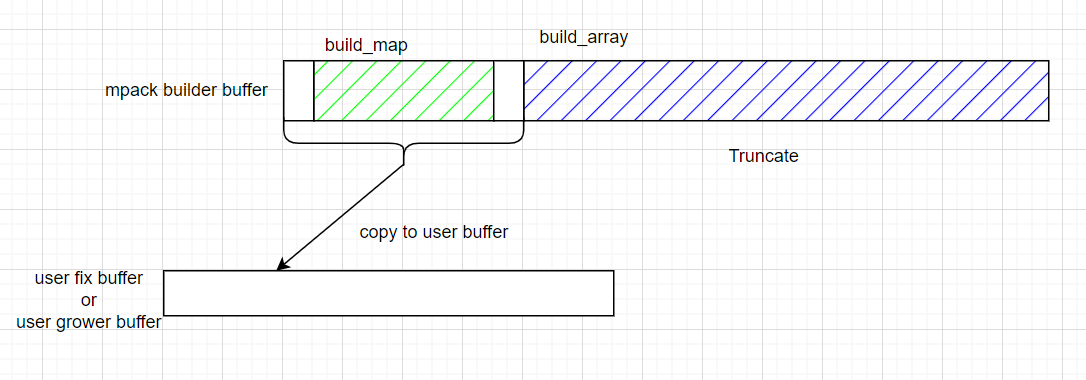 build_map
build_array
mpack builder buffer
Truncate
copy to user buffer
user fix buffer
or
user grower buffer